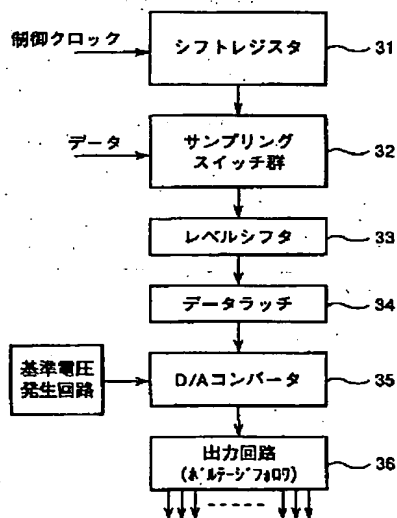 制御クロック
シフトレジスタ
31
データ
サンプリング
スイッチ群
32
レベルシフタ
33
データラッチ
34
基準電圧
発生回路
D/Aコンバータ
35
出力回路
(ボルテージフォロワ)
36